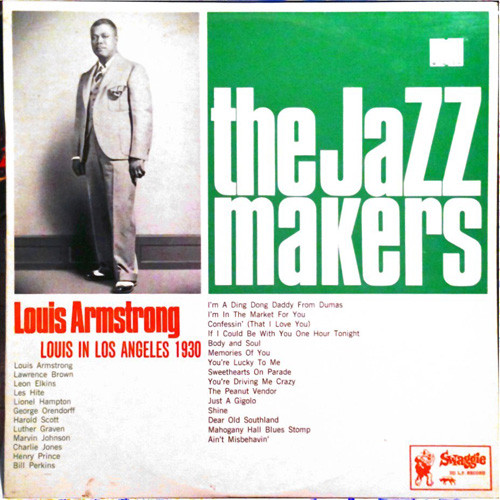 the Jazz
makers
Louis Armstrong
LOUIS IN LOS ANGELES 1930
Louis Armstrong
Lawrence Brown
Leon Elkins
Les Hite
Lionel Hampton
George Orendorff
Harold Scott
Luther Graven
Marvin Johnson
Charlie Jones
Henry Prince
Bill Perkins
I'm A Ding Dong Daddy From Dumas
I'm In The Market For You
Confessin' (That I Love You)
If I Could Be With You One Hour Tonight
Body and Soul
Memories Of You
You're Lucky To Me
Sweethearts On Parade
You're Driving Me Crazy
The Peanut Vendor
Just A Gigolo
Shine
Dear Old Southland
Mahogany Hall Blues Stomp
Ain't Misbehavin'
Swaggie
L.P. RECORD